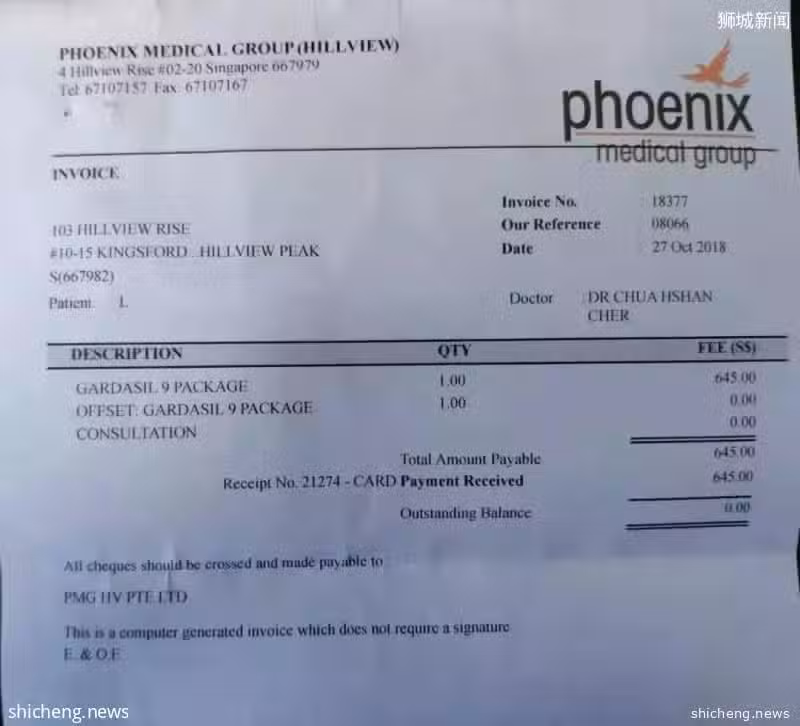 狮城新闻
PHOENIX MEDICAL GROUP (HILLVIEW)
4 Hillview Rise #02-20 Singapore 667979
Tel: 67107157 Fax: 67107167
phoenix
medical group
INVOICE
Invoice No. 18377
Our Reference 08066
Date 27 Oct 2018
103 HILLVIEW RISE
#10-15 KINGSFORD . HILLVIEW PEAK
S(667982)
Patient L
Doctor DR CHUA HSHAN
CHER
DESCRIPTION QTY FEE (S$)
GARDASIL 9 PACKAGE 1.00 645.00
OFFSET: GARDASIL 9 PACKAGE 1.00 0.00
CONSULTATION 0.00
Total Amount Payable 645.00
Receipt No. 21274 - CARD Payment Received 645.00
Outstanding Balance 0.00
All cheques should be crossed and made payable to
PMG HV PTE LTD
This is a computer generated invoice which does not require a signature
E. & O.E
shicheng.news
shicheng.news